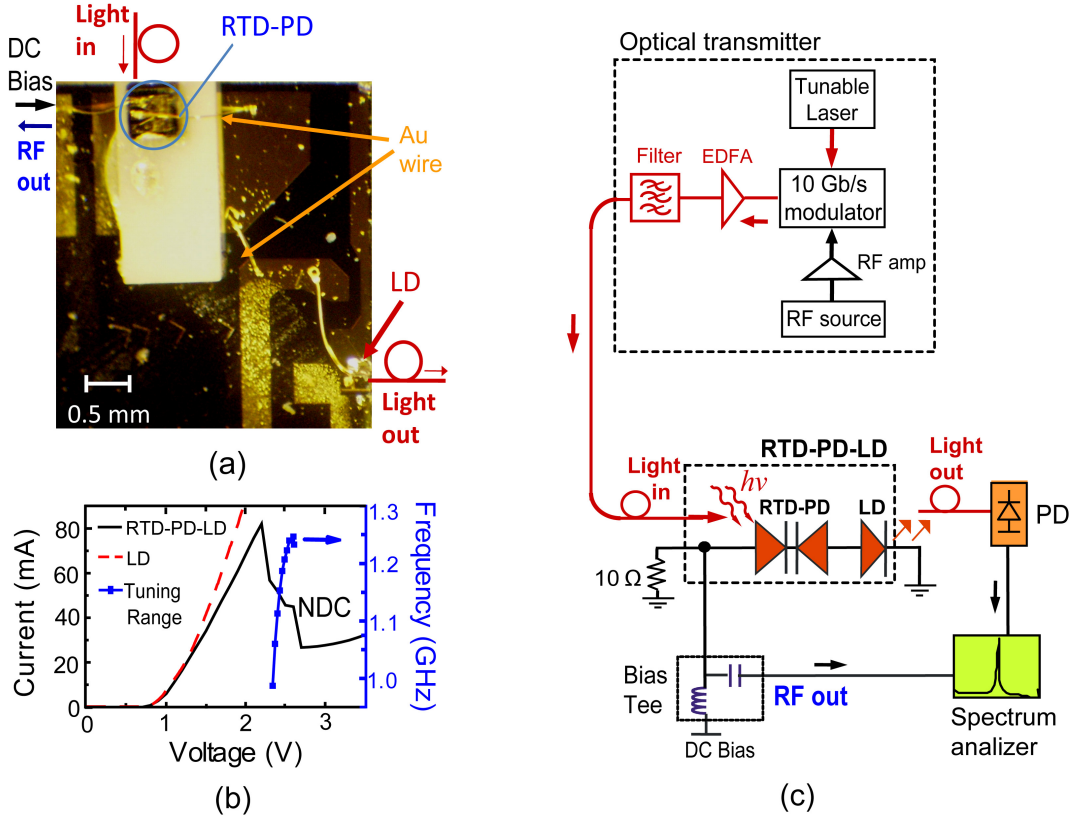 Light
in
RTD-PD
DC
Bias
RF
out
Au
wire
LD
0.5 mm
Light
out
(a)
Current (mA)
80
60
40
20
0
0
1
2
3
Voltage (V)
RTD-PD-LD
LD
Tuning
Range
NDC
1.3
1.2
1.1
1.0
Frequency (GHz)
(b)
Optical transmitter
Tunable
Laser
Filter
EDFA
10 Gb/s
modulator
RF amp
RF source
RTD-PD-LD
Light
in
hν
RTD-PD
LD
Light
out
PD
10 Ω
Bias
Tee
RF out
DC Bias
Spectrum
analizer
(c)